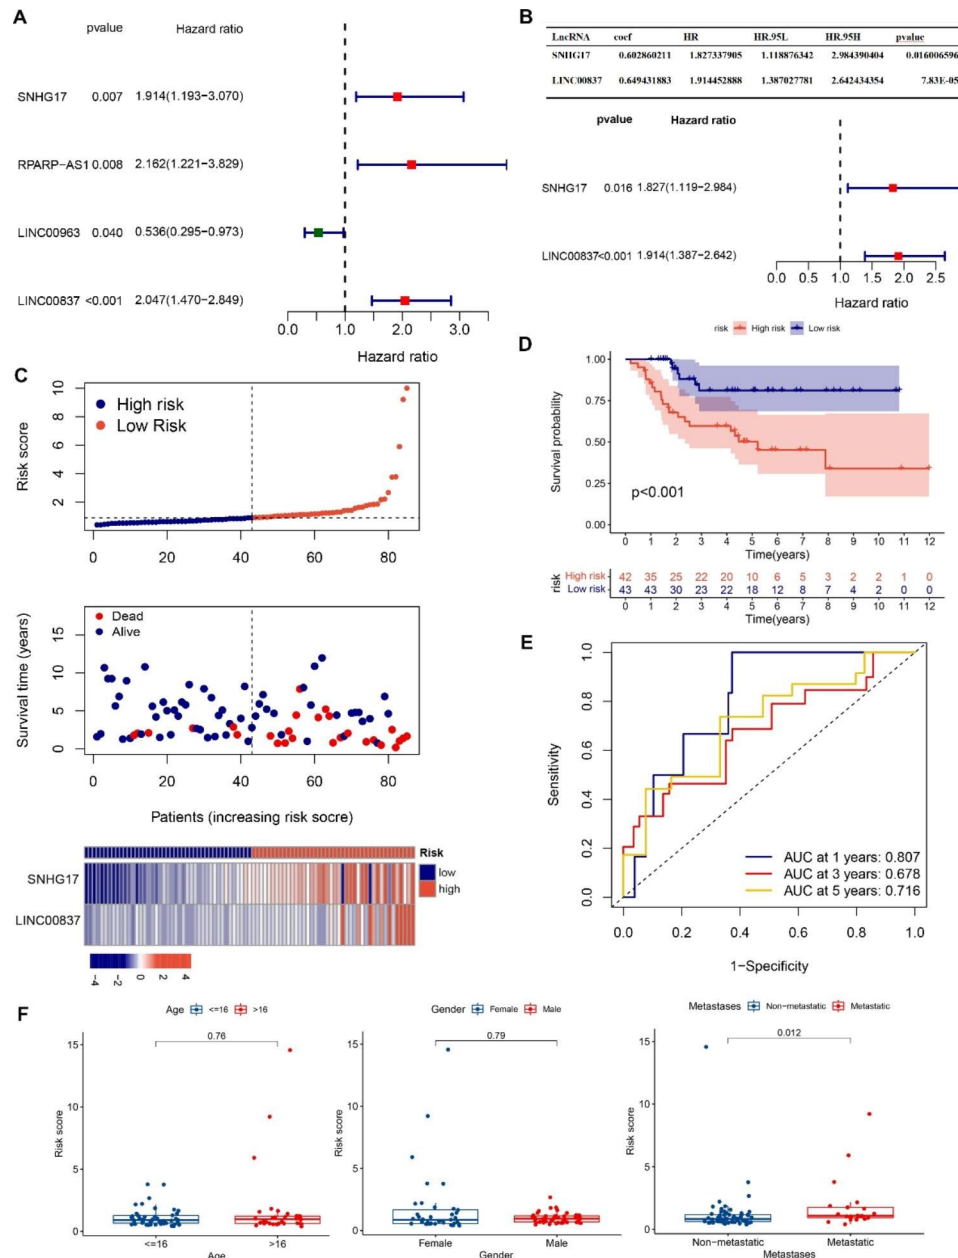 A
pvalue Hazard ratio
SNHG17 0.007 1.914(1.193−3.070)
RPARP−AS1 0.008 2.162(1.221−3.829)
LINC00963 0.040 0.536(0.295−0.973)
LINC00837 <0.001 2.047(1.470−2.849)
0.0 1.0 2.0 3.0
Hazard ratio
B
LncRNA coef HR HR.95L HR.95H pvalue
SNHG17 0.602860211 1.827337905 1.118876342 2.984390404 0.016006596
LINC00837 0.649431883 1.914452888 1.387027781 2.642434354 7.83E-05
pvalue Hazard ratio
SNHG17 0.016 1.827(1.119−2.984)
LINC00837<0.001 1.914(1.387−2.642)
0.0 0.5 1.0 1.5 2.0 2.5
Hazard ratio
C
Risk score
10
8
6
4
2
High risk
Low Risk
0 20 40 60 80
Survival time (years)
15
10
5
0
Dead
Alive
0 20 40 60 80
Patients (increasing risk socre)
Risk
low
high
SNHG17
LINC00837
−4 −2 0 2 4
D
risk High risk Low risk
Survival probability
1.00
0.75
0.50
0.25
0.00
p<0.001
0 1 2 3 4 5 6 7 8 9 10 11 12
Time(years)
risk
High risk 42 35 25 22 20 10 6 5 3 2 2 1 0
Low risk 43 43 30 23 22 18 12 8 7 4 2 0 0
0 1 2 3 4 5 6 7 8 9 10 11 12
Time(years)
E
Sensitivity
1.0
0.8
0.6
0.4
0.2
0.0
AUC at 1 years: 0.807
AUC at 3 years: 0.678
AUC at 5 years: 0.716
0.0 0.2 0.4 0.6 0.8 1.0
1−Specificity
F
Age <=16 >16
0.76
Risk score
15
10
5
0
<=16 >16
Age
Gender Female Male
0.79
Risk score
15
10
5
0
Female Male
Gender
Metastases Non−metastatic Metastatic
0.012
Risk score
15
10
5
0
Non−metastatic Metastatic
Metastases